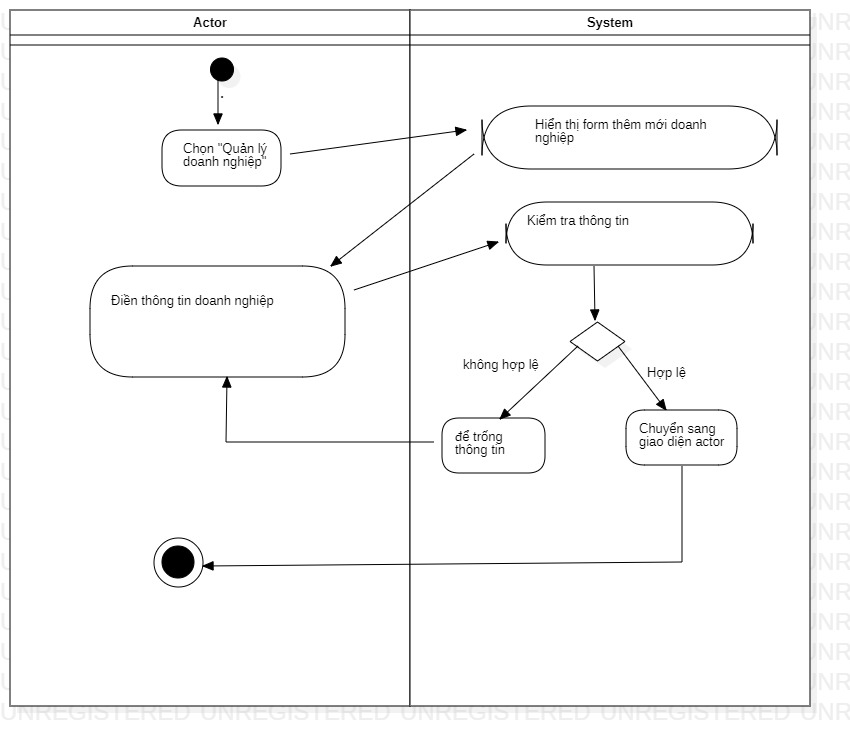 Actor
System
Chọn "Quản lý
doanh nghiệp"
Hiển thị form thêm mới doanh
nghiệp
Kiểm tra thông tin
Điền thông tin doanh nghiệp
không hợp lệ
Hợp lệ
để trống
thông tin
Chuyển sang
giao diện actor
UNREGISTERED UNREGISTERED UNREGISTERED UNREGISTERED UNR